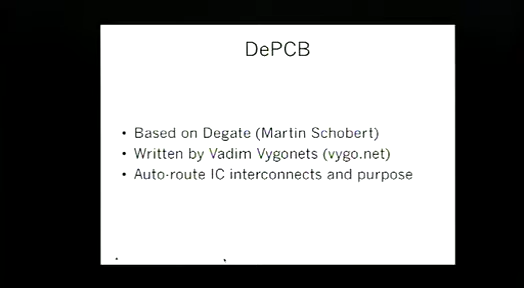 DePCB
• Based on Degate (Martin Schobert)
• Written by Vadim Vygonets (vygo.net)
• Auto-route IC interconnects and purpose